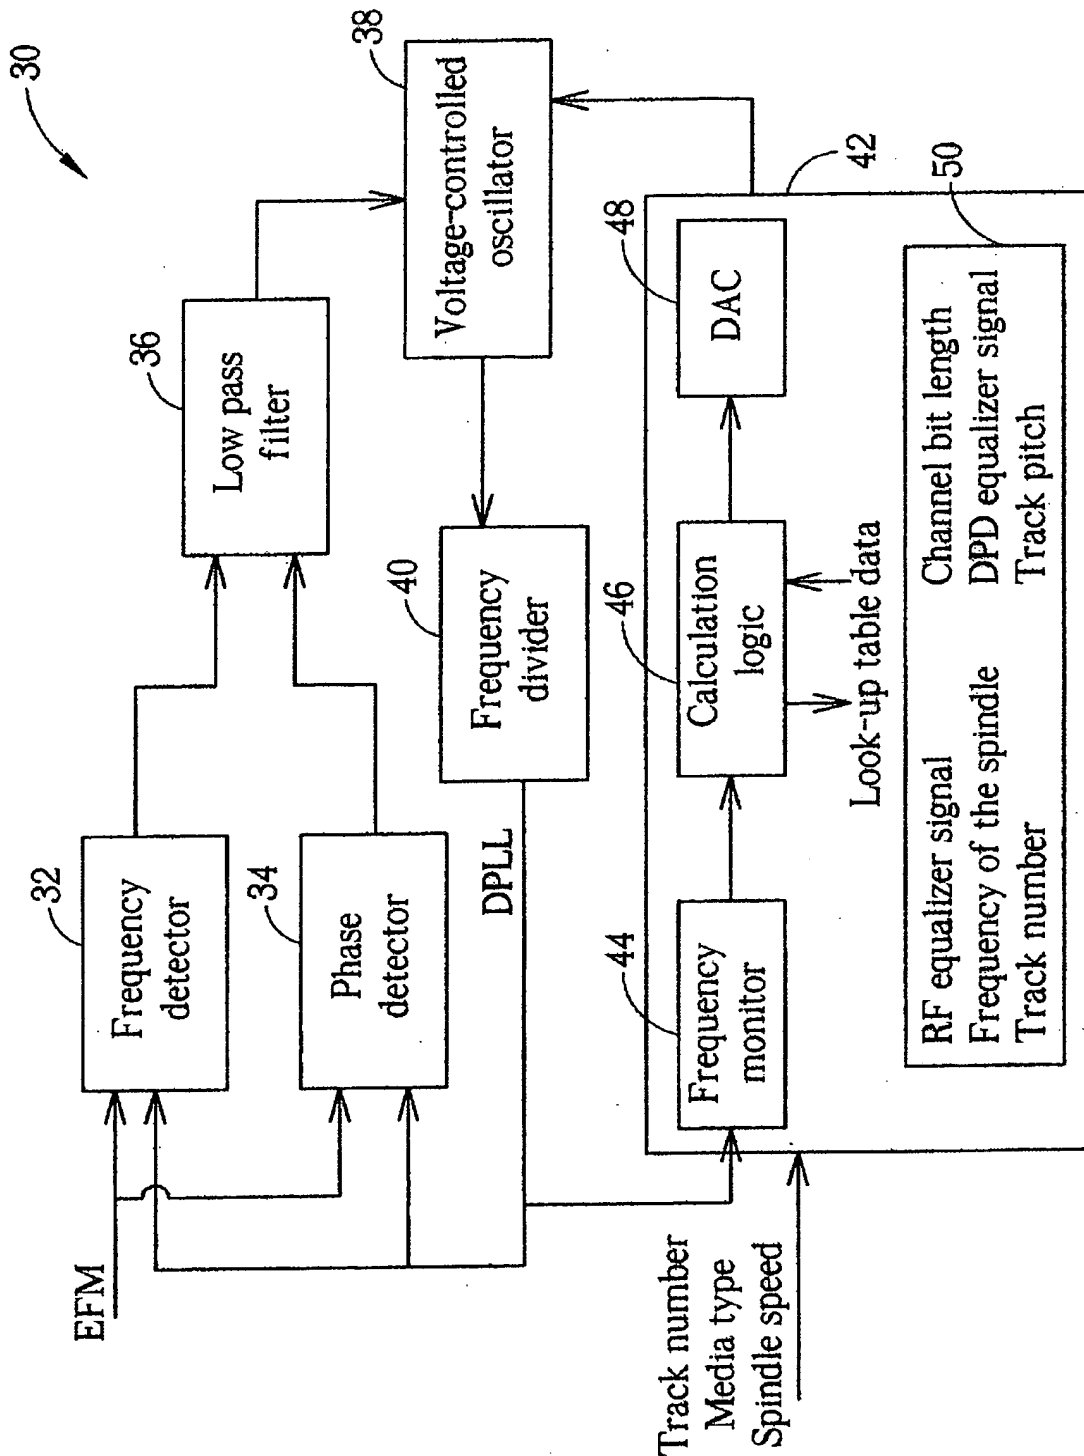 30
EFM
32
Frequency
detector
34
Phase
detector
36
Low pass
filter
38
Voltage-controlled
oscillator
40
Frequency
divider
DPLL
Track number
Media type
Spindle speed
42
44
Frequency
monitor
46
Calculation
logic
48
DAC
Look-up table data
50
RF equalizer signal
Frequency of the spindle
Track number
Channel bit length
DPD equalizer signal
Track pitch